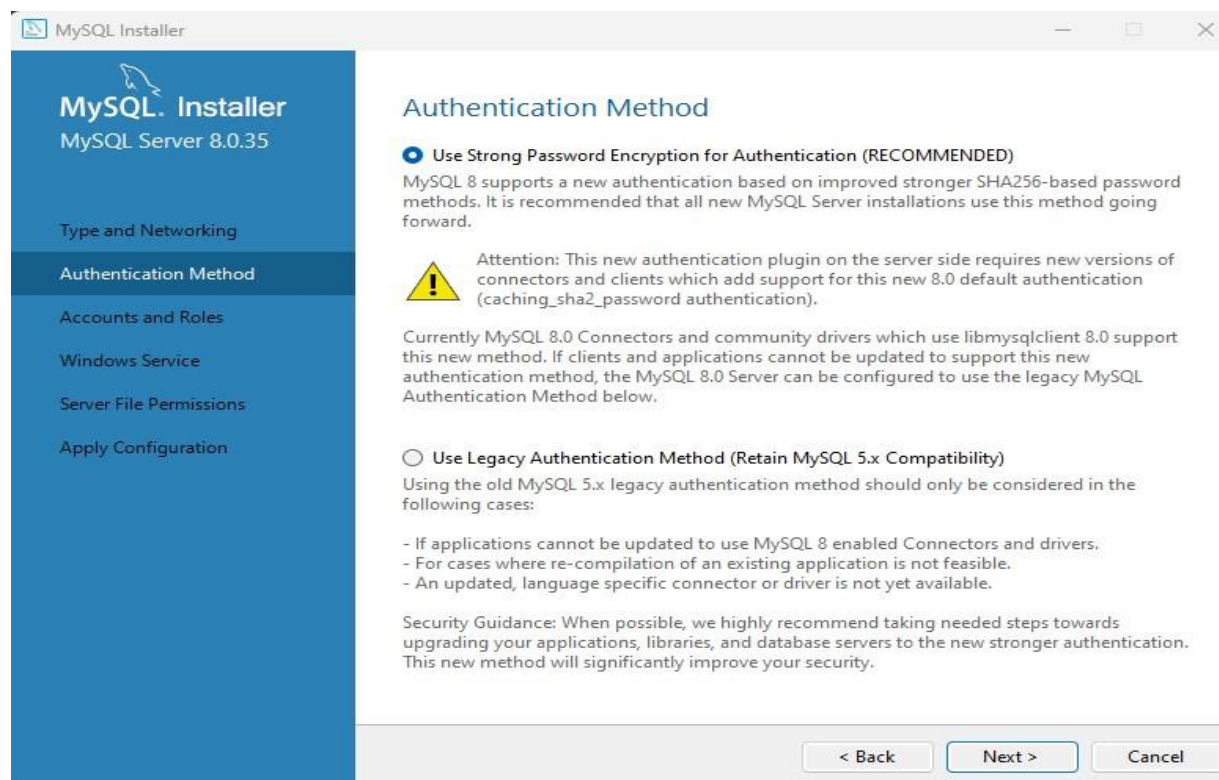 MySQL Installer
MySQL. Installer
MySQL Server 8.0.35
Type and Networking
Authentication Method
Accounts and Roles
Windows Service
Server File Permissions
Apply Configuration
Authentication Method
Use Strong Password Encryption for Authentication (RECOMMENDED)
MySQL 8 supports a new authentication based on improved stronger SHA256-based password
methods. It is recommended that all new MySQL Server installations use this method going
forward.
Attention: This new authentication plugin on the server side requires new versions of
connectors and clients which add support for this new 8.0 default authentication
(caching_sha2_password authentication).
Currently MySQL 8.0 Connectors and community drivers which use libmysqlclient 8.0 support
this new method. If clients and applications cannot be updated to support this new
authentication method, the MySQL 8.0 Server can be configured to use the legacy MySQL
Authentication Method below.
Use Legacy Authentication Method (Retain MySQL 5.x Compatibility)
Using the old MySQL 5.x legacy authentication method should only be considered in the
following cases:
- If applications cannot be updated to use MySQL 8 enabled Connectors and drivers.
- For cases where re-compilation of an existing application is not feasible.
- An updated, language specific connector or driver is not yet available.
Security Guidance: When possible, we highly recommend taking needed steps towards
upgrading your applications, libraries, and database servers to the new stronger authentication.
This new method will significantly improve your security.
< Back
Next >
Cancel